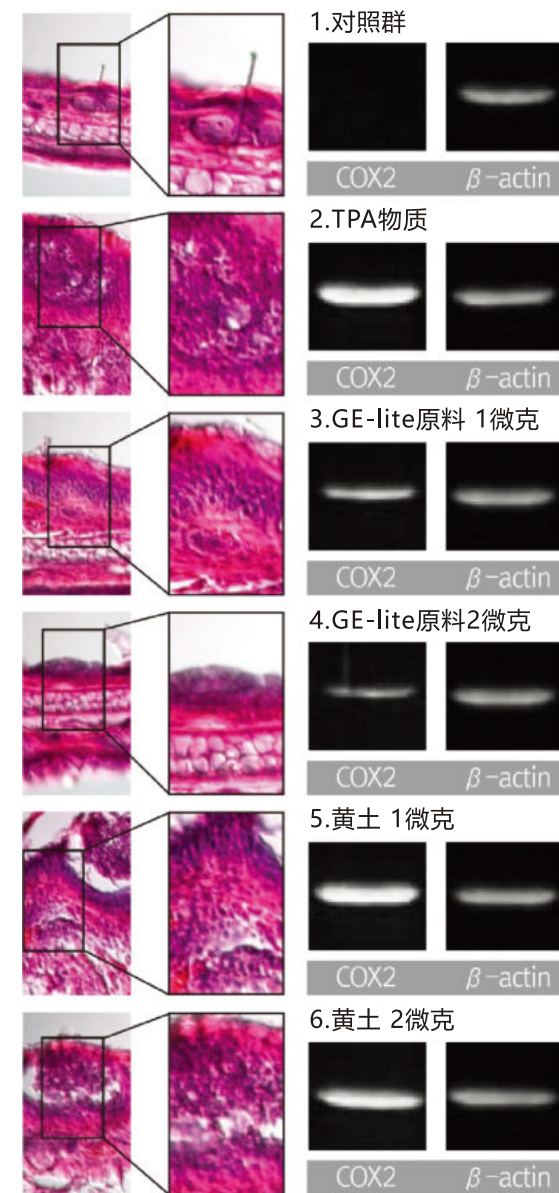 1.对照群
COX2 β-actin
2.TPA物质
COX2 β-actin
3.GE-lite原料 1微克
COX2 β-actin
4.GE-lite原料2微克
COX2 β-actin
5.黄土 1微克
COX2 β-actin
6.黄土 2微克
COX2 β-actin